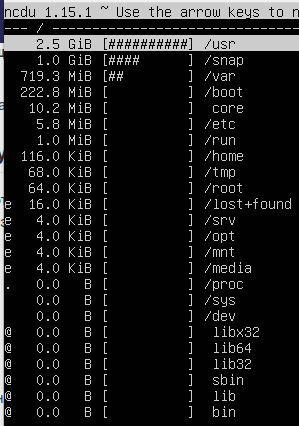 ncdu 1.15.1 ~ Use the arrow keys to n
--- / ---------------------------------
    2.5 GiB [##########] /usr
    1.0 GiB [####      ] /snap
  719.3 MiB [##        ] /var
  222.8 MiB [          ] /boot
   10.2 MiB [          ]  core
    5.8 MiB [          ] /etc
    1.0 MiB [          ] /run
  116.0 KiB [          ] /home
   68.0 KiB [          ] /tmp
   64.0 KiB [          ] /root
e  16.0 KiB [          ] /lost+found
e   4.0 KiB [          ] /srv
e   4.0 KiB [          ] /opt
e   4.0 KiB [          ] /mnt
e   4.0 KiB [          ] /media
.   0.0   B [          ] /proc
    0.0   B [          ] /sys
    0.0   B [          ] /dev
@   0.0   B [          ]  libx32
@   0.0   B [          ]  lib64
@   0.0   B [          ]  lib32
@   0.0   B [          ]  sbin
@   0.0   B [          ]  lib
@   0.0   B [          ]  bin